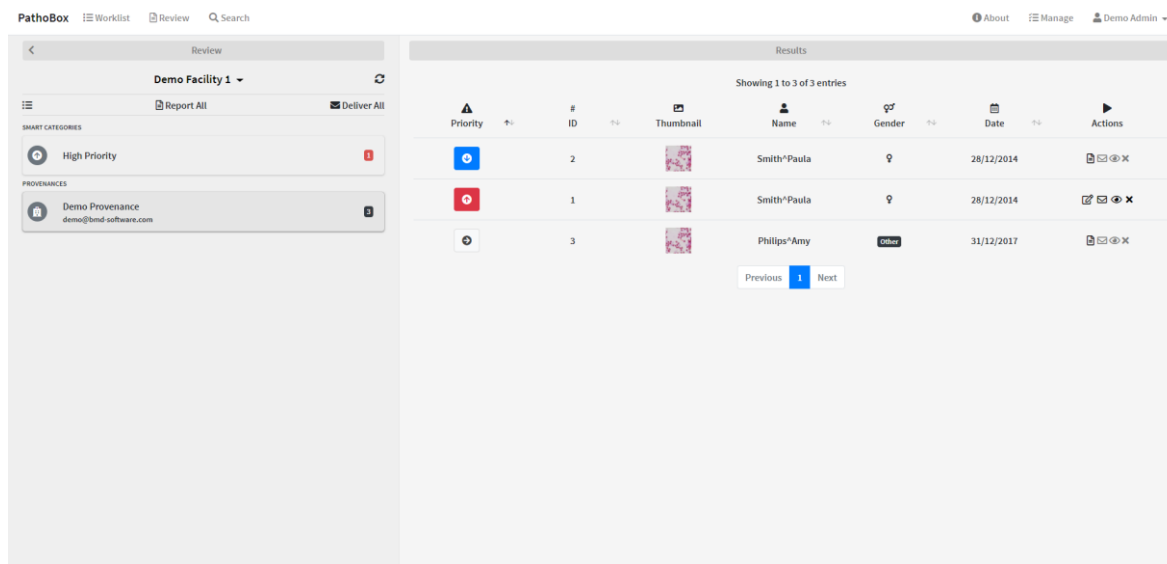 PathoBox Worklist Review Search About Manage Demo Admin
Review
Demo Facility 1
Report All Deliver All
SMART CATEGORIES
High Priority 1
PROVENANCES
Demo Provenance 3
demo@bmd-software.com
Results
Showing 1 to 3 of 3 entries
#
Priority ID Thumbnail Name Gender Date Actions
2 Smith^Paula ♀ 28/12/2014
1 Smith^Paula ♀ 28/12/2014
3 Philips^Amy Other 31/12/2017
Previous 1 Next